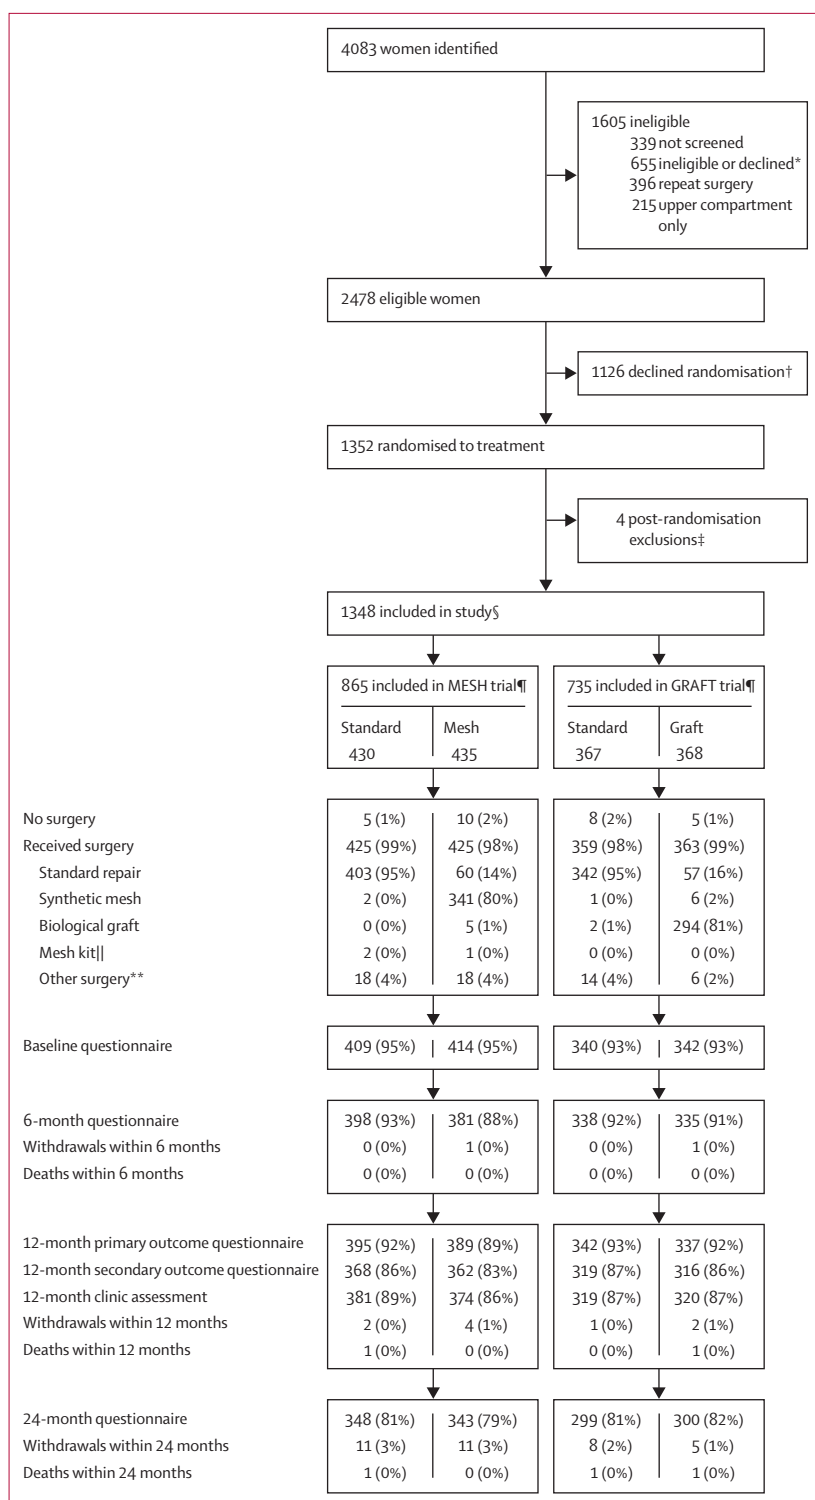 4083 women identified
1605 ineligible
339 not screened
655 ineligible or declined*
396 repeat surgery
215 upper compartment
only
2478 eligible women
1126 declined randomisation†
1352 randomised to treatment
4 post-randomisation
exclusions‡
1348 included in study§
865 included in MESH trial¶ 735 included in GRAFT trial¶
Standard Mesh Standard Graft
430 435 367 368
No surgery 5 (1%) 10 (2%) 8 (2%) 5 (1%)
Received surgery 425 (99%) 425 (98%) 359 (98%) 363 (99%)
Standard repair 403 (95%) 60 (14%) 342 (95%) 57 (16%)
Synthetic mesh 2 (0%) 341 (80%) 1 (0%) 6 (2%)
Biological graft 0 (0%) 5 (1%) 2 (1%) 294 (81%)
Mesh kit|| 2 (0%) 1 (0%) 0 (0%) 0 (0%)
Other surgery** 18 (4%) 18 (4%) 14 (4%) 6 (2%)
Baseline questionnaire 409 (95%) 414 (95%) 340 (93%) 342 (93%)
6-month questionnaire 398 (93%) 381 (88%) 338 (92%) 335 (91%)
Withdrawals within 6 months 0 (0%) 1 (0%) 0 (0%) 1 (0%)
Deaths within 6 months 0 (0%) 0 (0%) 0 (0%) 0 (0%)
12-month primary outcome questionnaire 395 (92%) 389 (89%) 342 (93%) 337 (92%)
12-month secondary outcome questionnaire 368 (86%) 362 (83%) 319 (87%) 316 (86%)
12-month clinic assessment 381 (89%) 374 (86%) 319 (87%) 320 (87%)
Withdrawals within 12 months 2 (0%) 4 (1%) 1 (0%) 2 (1%)
Deaths within 12 months 1 (0%) 0 (0%) 0 (0%) 1 (0%)
24-month questionnaire 348 (81%) 343 (79%) 299 (81%) 300 (82%)
Withdrawals within 24 months 11 (3%) 11 (3%) 8 (2%) 5 (1%)
Deaths within 24 months 1 (0%) 0 (0%) 1 (0%) 1 (0%)